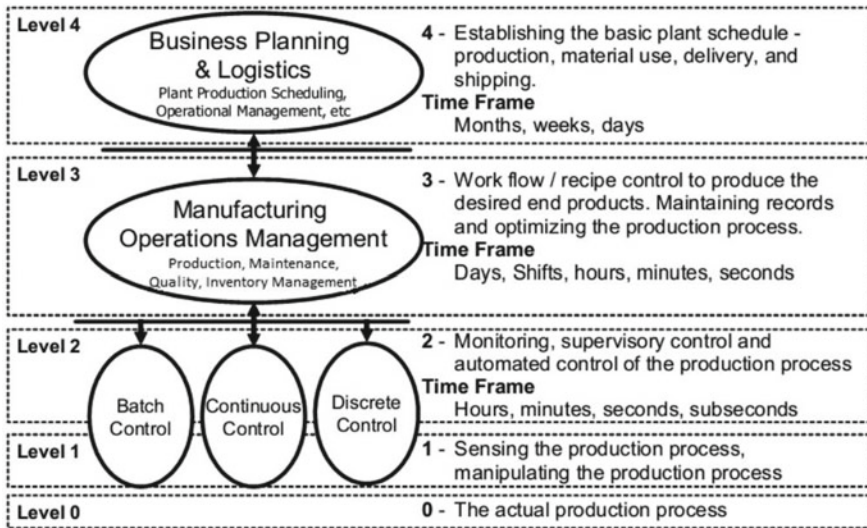 Level 4
Business Planning
& Logistics
Plant Production Scheduling,
Operational Management, etc
4 - Establishing the basic plant schedule -
production, material use, delivery, and
shipping.
Time Frame
Months, weeks, days
Level 3
Manufacturing
Operations Management
Production, Maintenance,
Quality, Inventory Management
3 - Work flow / recipe control to produce the
desired end products. Maintaining records
and optimizing the production process.
Time Frame
Days, Shifts, hours, minutes, seconds
Level 2
Batch
Control
Continuous
Control
Discrete
Control
2 - Monitoring, supervisory control and
automated control of the production process
Time Frame
Hours, minutes, seconds, subseconds
Level 1
1 - Sensing the production process,
manipulating the production process
Level 0
0 - The actual production process